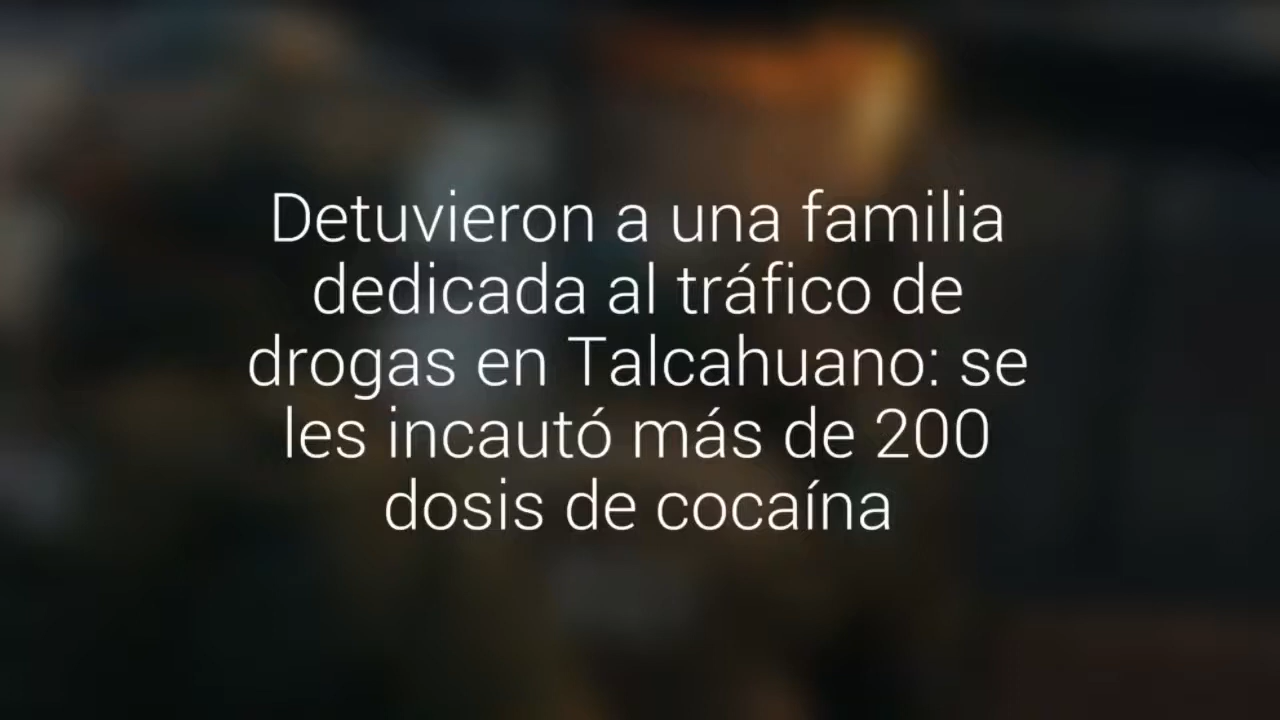 Detuvieron a una familia
dedicada al tráfico de
drogas en Talcahuano: se
les incautó más de 200
dosis de cocaína